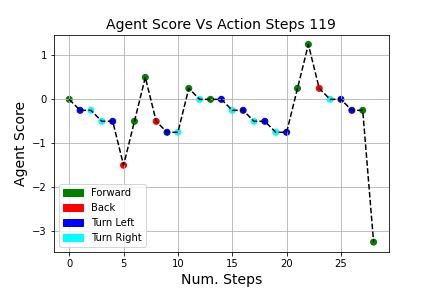 Agent Score Vs Action Steps 119
Agent Score
1
0
−1
−2
−3
Forward
Back
Turn Left
Turn Right
0 5 10 15 20 25
Num. Steps